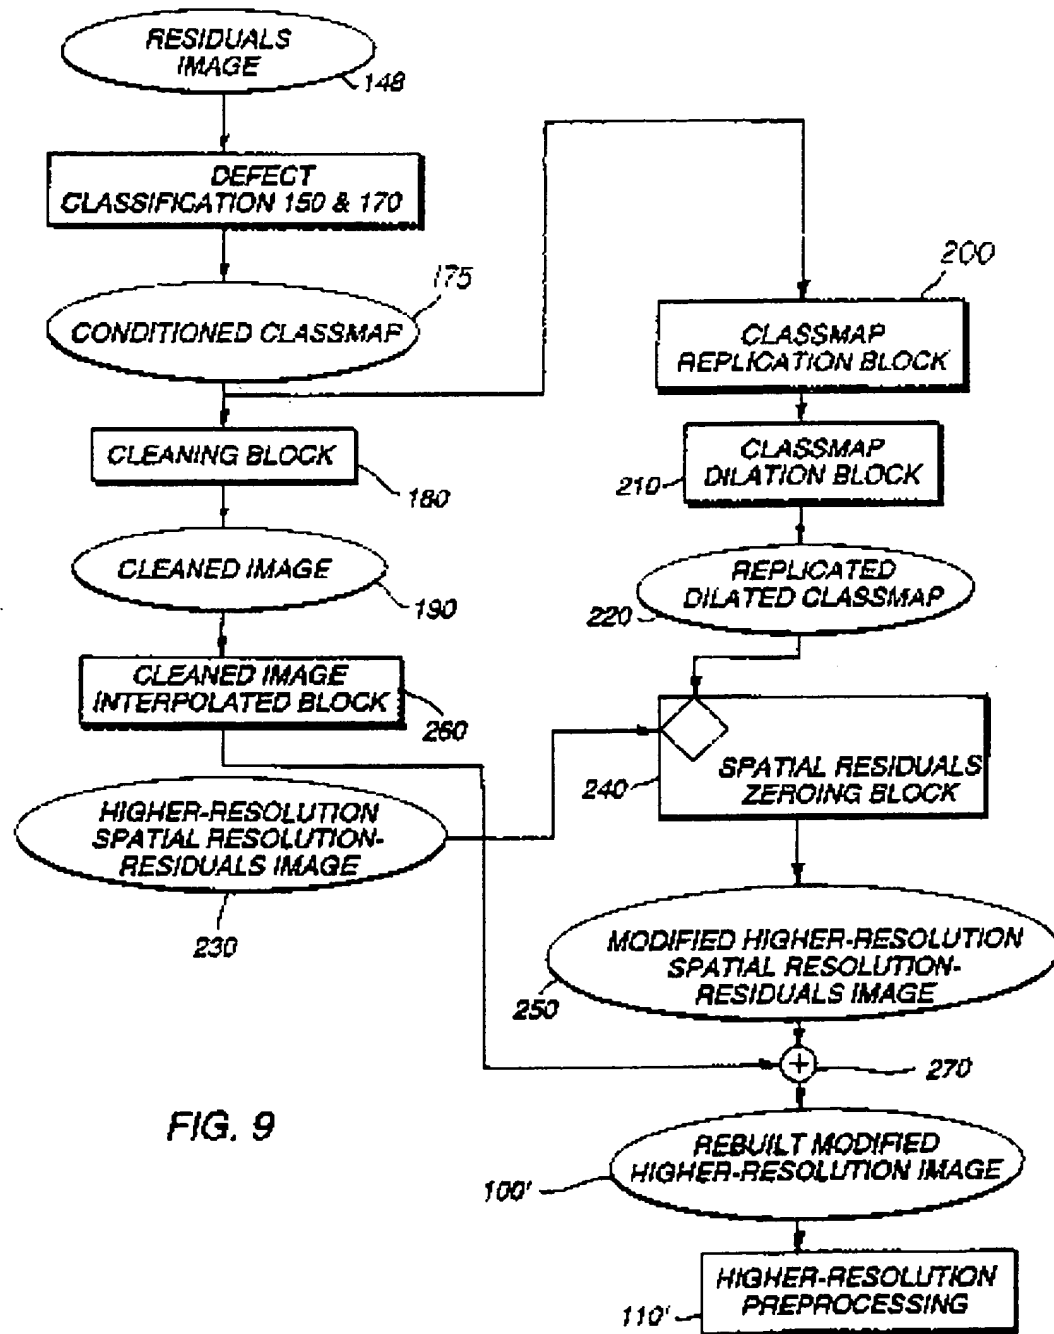 RESIDUALS
IMAGE
148
DEFECT
CLASSIFICATION 150 & 170
175
CONDITIONED CLASSMAP
200
CLASSMAP
REPLICATION BLOCK
CLEANING BLOCK
180
CLASSMAP
DILATION BLOCK
210
CLEANED IMAGE
190
REPLICATED
DILATED CLASSMAP
220
CLEANED IMAGE
INTERPOLATED BLOCK
260
SPATIAL RESIDUALS
ZEROING BLOCK
240
HIGHER-RESOLUTION
SPATIAL RESOLUTION-
RESIDUALS IMAGE
230
MODIFIED HIGHER-RESOLUTION
SPATIAL RESOLUTION-
RESIDUALS IMAGE
250
+
270
FIG. 9
REBUILT MODIFIED
HIGHER-RESOLUTION IMAGE
100'
HIGHER-RESOLUTION
PREPROCESSING
110'